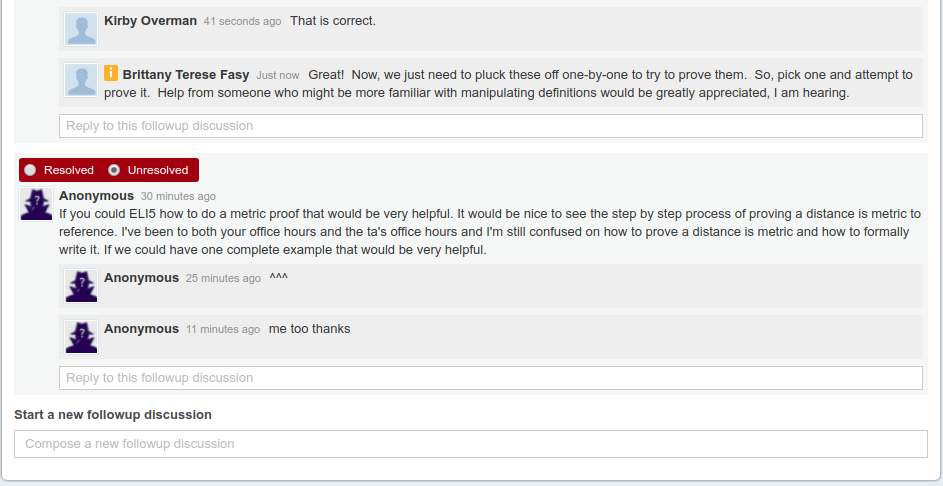 Kirby Overman 41 seconds ago That is correct.
i Brittany Terese Fasy Just now Great! Now, we just need to pluck these off one-by-one to try to prove them. So, pick one and attempt to
prove it. Help from someone who might be more familiar with manipulating definitions would be greatly appreciated, I am hearing.
Reply to this followup discussion
Resolved Unresolved
Anonymous 30 minutes ago
If you could ELI5 how to do a metric proof that would be very helpful. It would be nice to see the step by step process of proving a distance is metric to
reference. I've been to both your office hours and the ta's office hours and I'm still confused on how to prove a distance is metric and how to formally
write it. If we could have one complete example that would be very helpful.
Anonymous 25 minutes ago ^^^
Anonymous 11 minutes ago me too thanks
Reply to this followup discussion
Start a new followup discussion
Compose a new followup discussion